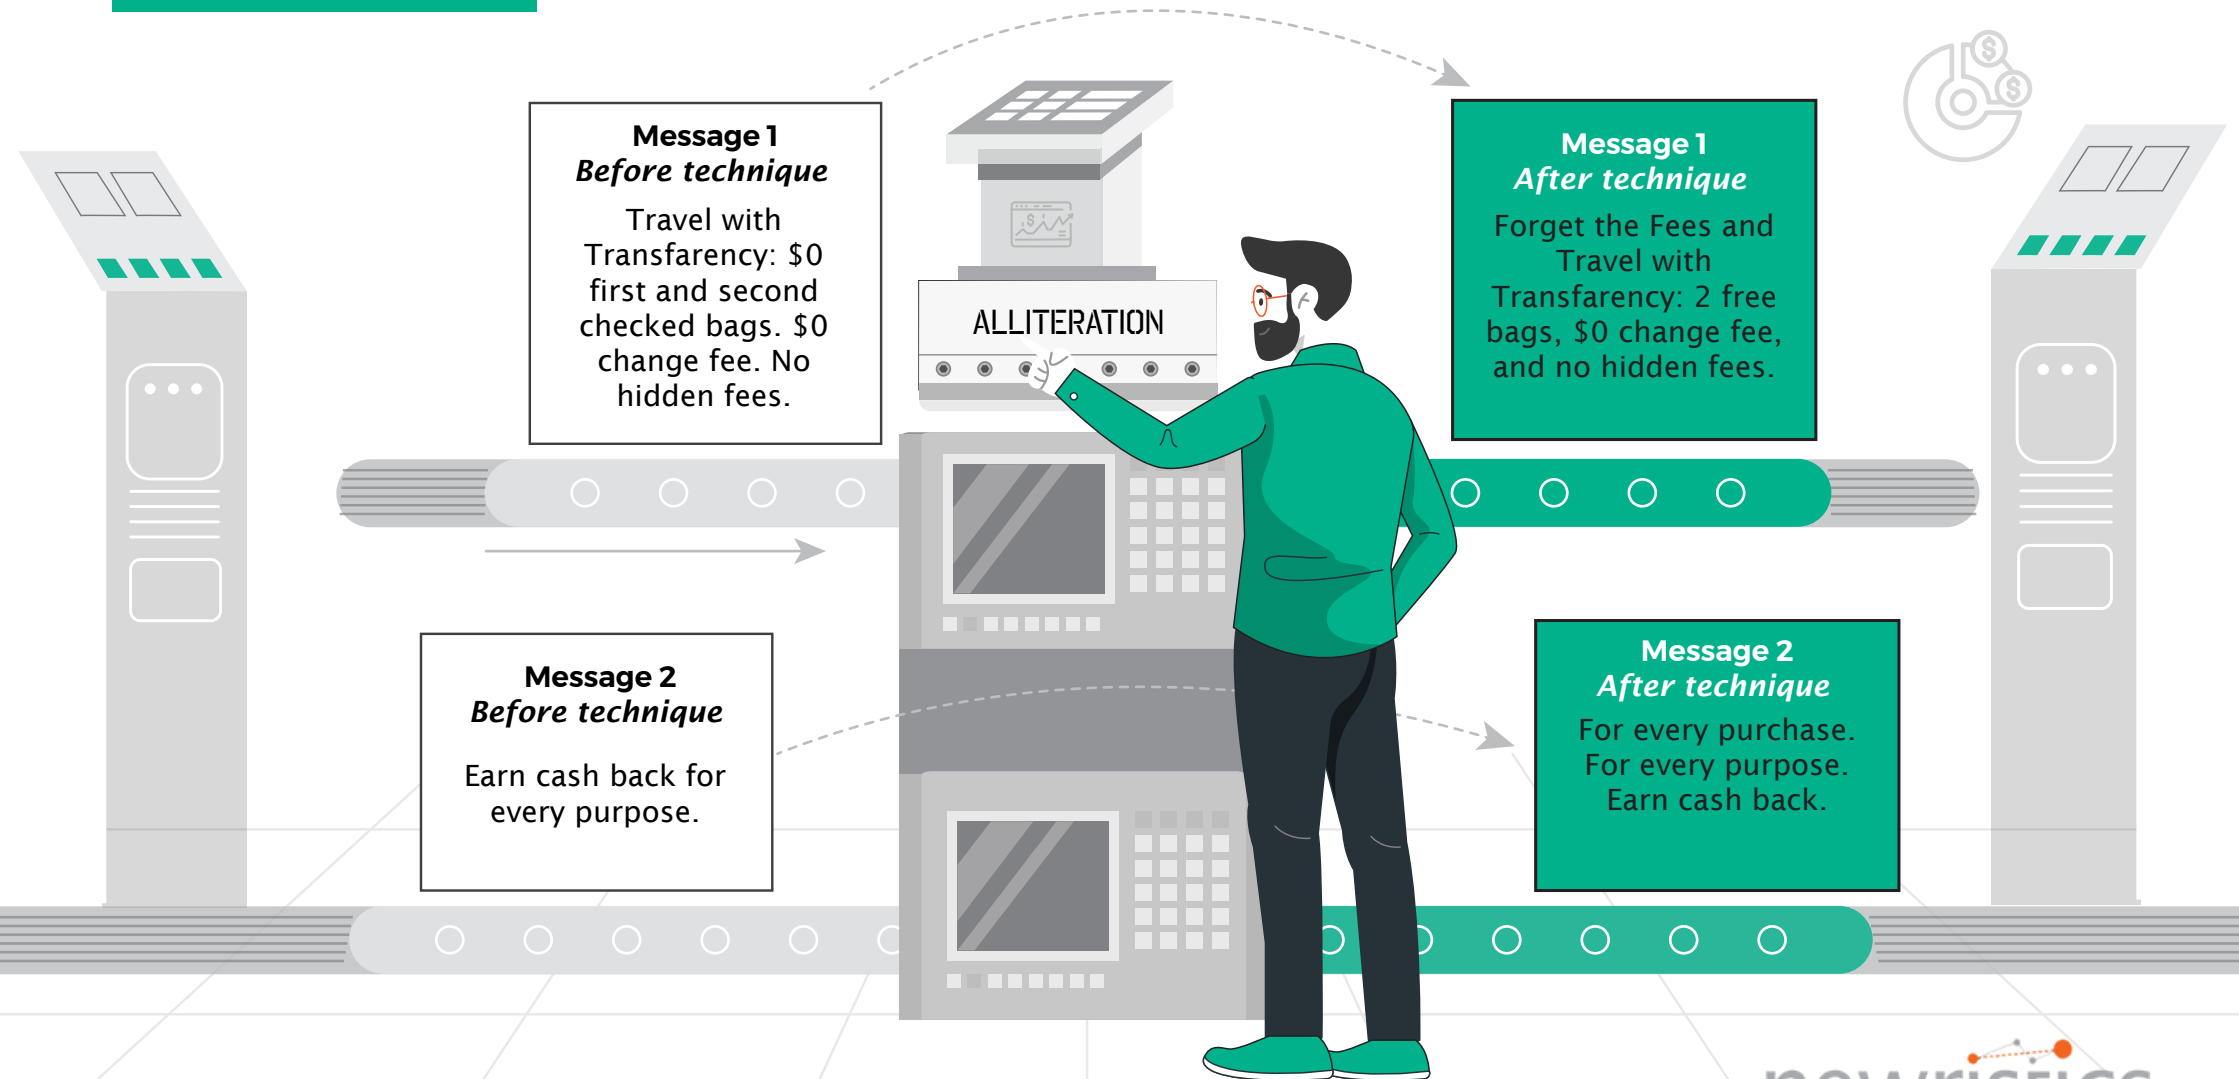 Message 1
Before technique
Travel with
Transfarency: $0
first and second
checked bags. $0
change fee. No
hidden fees.
ALLITERATION
Message 1
After technique
Forget the Fees and
Travel with
Transfarency: 2 free
bags, $0 change fee,
and no hidden fees.
Message 2
Before technique
Earn cash back for
every purpose.
Message 2
After technique
For every purchase.
For every purpose.
Earn cash back.
newristics